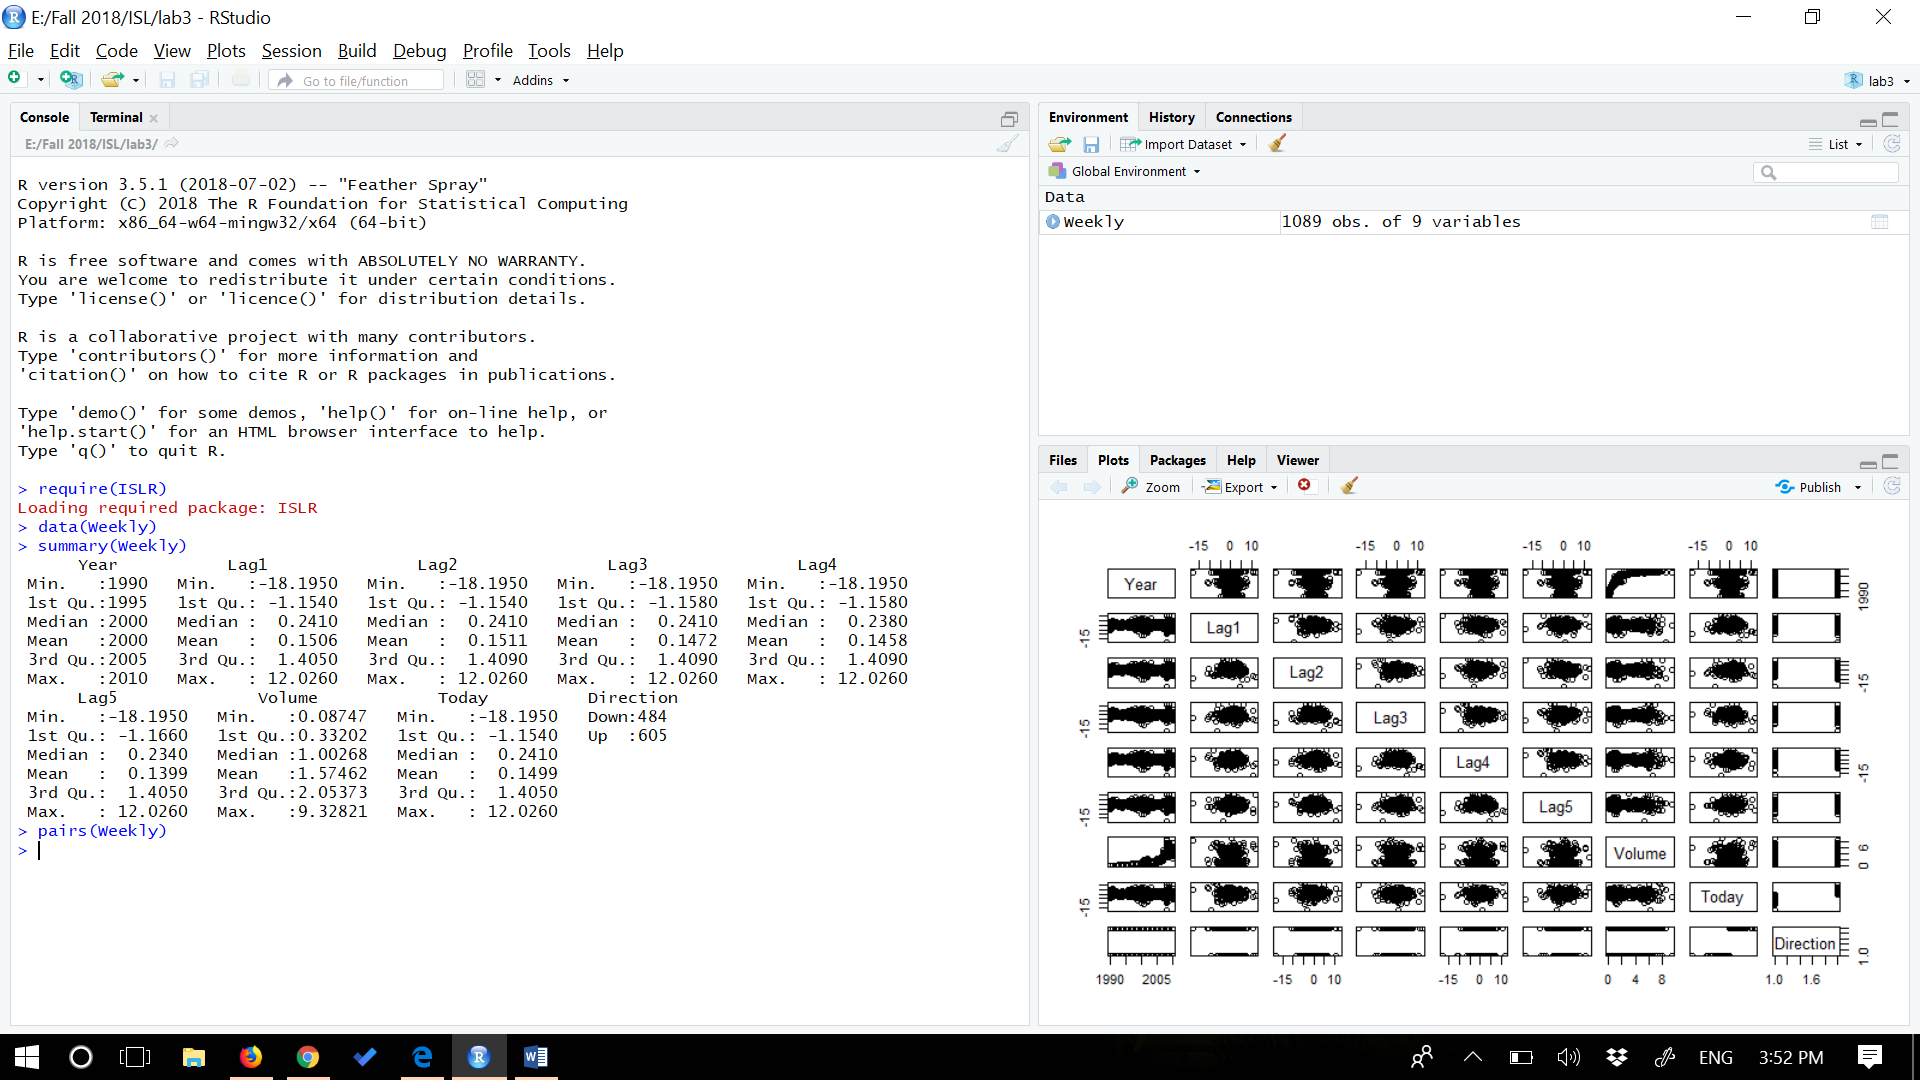 E:/Fall 2018/ISL/lab3 - RStudio
File Edit Code View Plots Session Build Debug Profile Tools Help
Go to file/function Addins lab3
Console Terminal
E:/Fall 2018/ISL/lab3/
R version 3.5.1 (2018-07-02) -- "Feather Spray"
Copyright (C) 2018 The R Foundation for Statistical Computing
Platform: x86_64-w64-mingw32/x64 (64-bit)
R is free software and comes with ABSOLUTELY NO WARRANTY.
You are welcome to redistribute it under certain conditions.
Type 'license()' or 'licence()' for distribution details.
R is a collaborative project with many contributors.
Type 'contributors()' for more information and
'citation()' on how to cite R or R packages in publications.
Type 'demo()' for some demos, 'help()' for on-line help, or
'help.start()' for an HTML browser interface to help.
Type 'q()' to quit R.
> require(ISLR)
Loading required package: ISLR
> data(Weekly)
> summary(Weekly)
Year Lag1 Lag2 Lag3 Lag4
Min. :1990 Min. :-18.1950 Min. :-18.1950 Min. :-18.1950 Min. :-18.1950
1st Qu.:1995 1st Qu.: -1.1540 1st Qu.: -1.1540 1st Qu.: -1.1580 1st Qu.: -1.1580
Median :2000 Median : 0.2410 Median : 0.2410 Median : 0.2410 Median : 0.2380
Mean :2000 Mean : 0.1506 Mean : 0.1511 Mean : 0.1472 Mean : 0.1458
3rd Qu.:2005 3rd Qu.: 1.4050 3rd Qu.: 1.4090 3rd Qu.: 1.4090 3rd Qu.: 1.4090
Max. :2010 Max. : 12.0260 Max. : 12.0260 Max. : 12.0260 Max. : 12.0260
Lag5 Volume Today Direction
Min. :-18.1950 Min. :0.08747 Min. :-18.1950 Down:484
1st Qu.: -1.1660 1st Qu.:0.33202 1st Qu.: -1.1540 Up :605
Median : 0.2340 Median :1.00268 Median : 0.2410
Mean : 0.1399 Mean :1.57462 Mean : 0.1499
3rd Qu.: 1.4050 3rd Qu.:2.05373 3rd Qu.: 1.4050
Max. : 12.0260 Max. :9.32821 Max. : 12.0260
> pairs(Weekly)
>
Environment History Connections
Import Dataset List
Global Environment
Data
Weekly 1089 obs. of 9 variables
Files Plots Packages Help Viewer
Zoom Export Publish
-15 0 10 -15 0 10 -15 0 10 -15 0 10
Year 1990
-15 Lag1
Lag2 -15
-15 Lag3
Lag4 -15
-15 Lag5
Volume 0 6
-15 Today
Direction 1.0
1990 2005 -15 0 10 -15 0 10 -15 0 10 0 4 8 1.0 1.6
ENG 3:52 PM